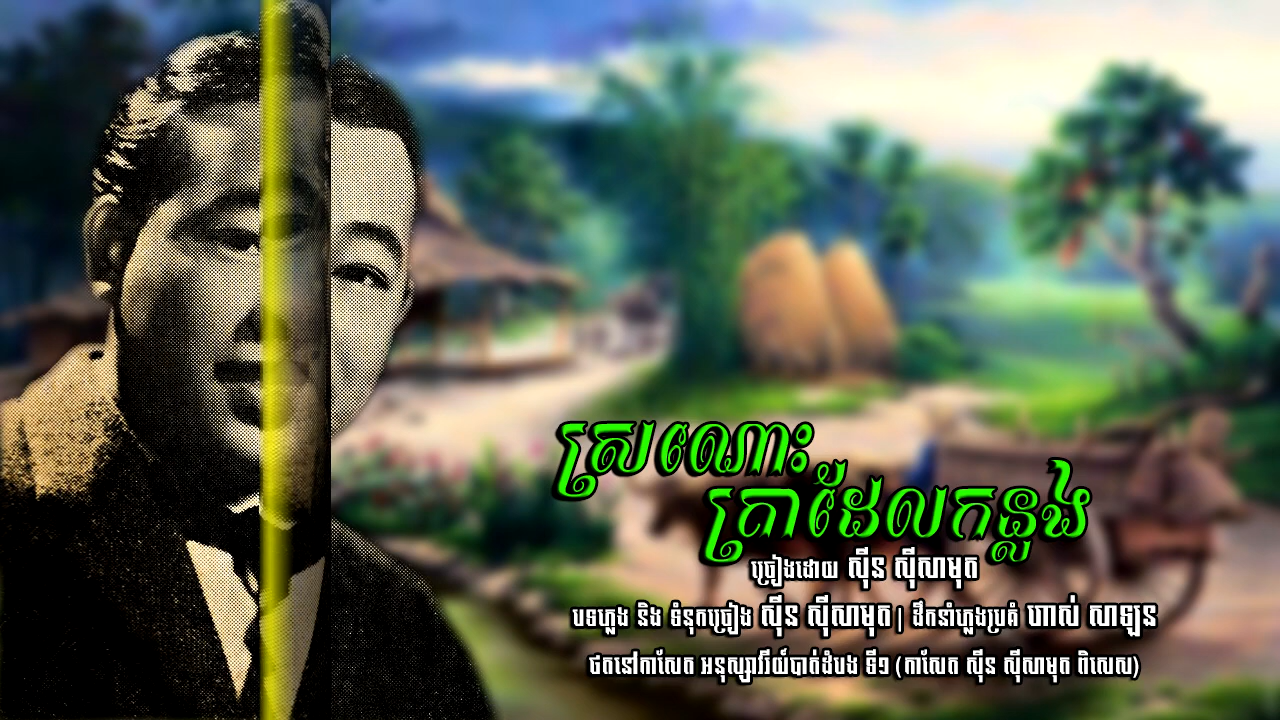 ស្រណោះ
គ្រាដែលកន្លង
ច្រៀងដោយ ស៊ីន ស៊ីសាមុត
បទភ្លេង និង ទំនុកច្រៀង ស៊ីន ស៊ីសាមុត | ដឹកនាំភ្លេងប្រគំ ហាស់ សាឡន
ថតនៅកាសែត អនុស្សាវរីយ៍បាត់ដំបង ទី១ (កាសែត ស៊ីន ស៊ីសាមុត ពិសេស)